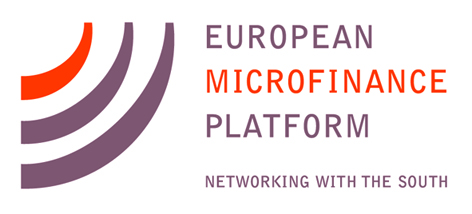 EUROPEAN
MICROFINANCE
PLATFORM
NETWORKING WITH THE SOUTH